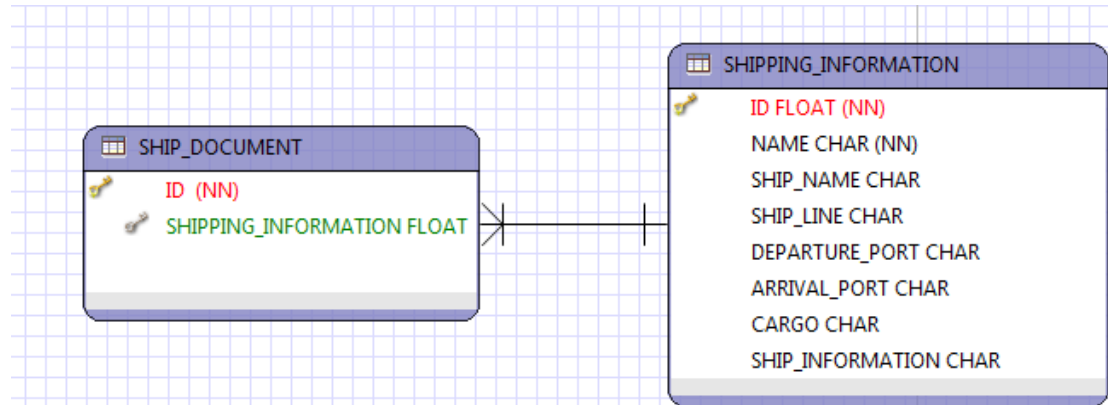 SHIP_DOCUMENT
ID (NN)
SHIPPING_INFORMATION FLOAT
SHIPPING_INFORMATION
ID FLOAT (NN)
NAME CHAR (NN)
SHIP_NAME CHAR
SHIP_LINE CHAR
DEPARTURE_PORT CHAR
ARRIVAL_PORT CHAR
CARGO CHAR
SHIP_INFORMATION CHAR